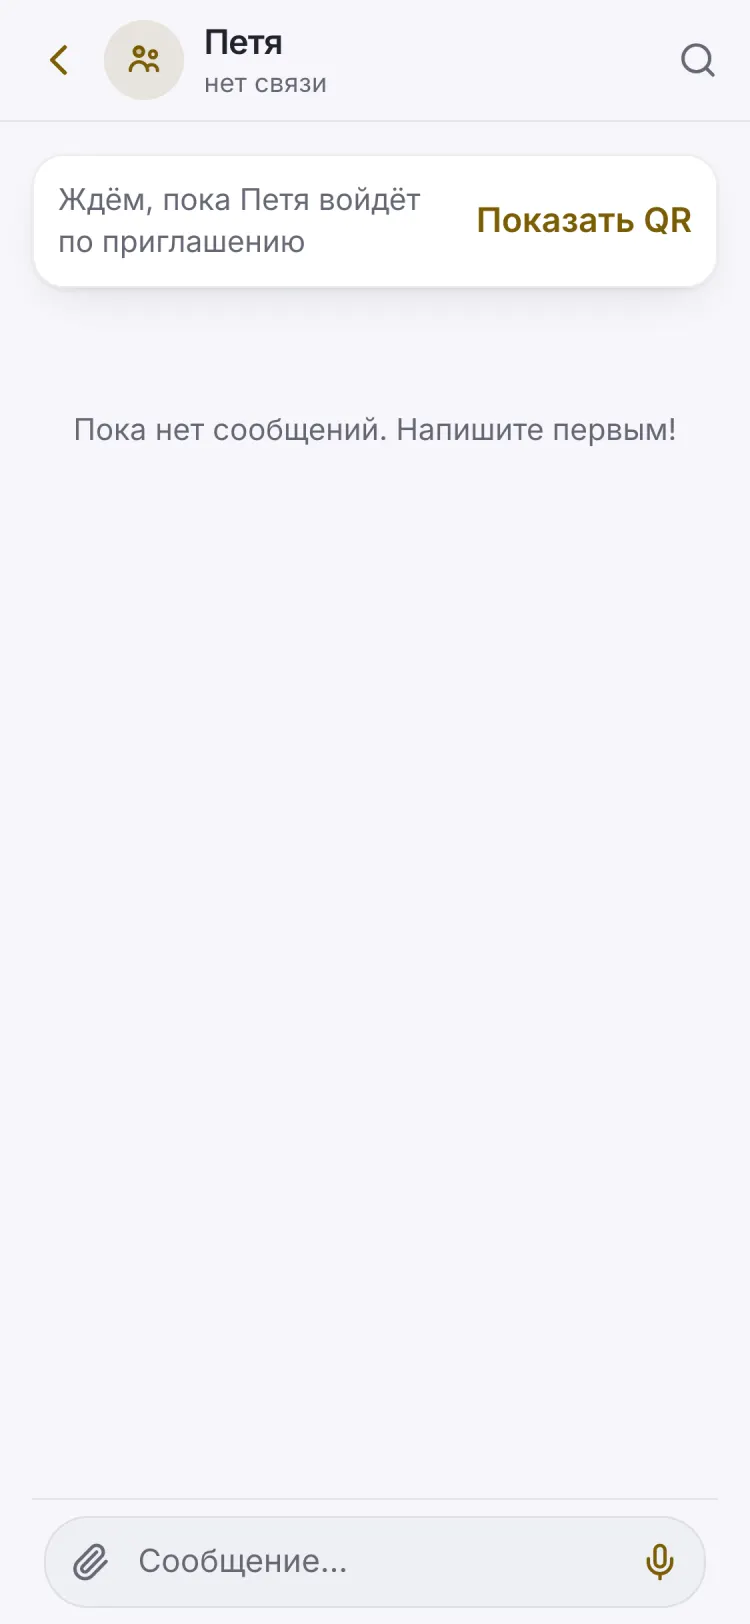 Петя
нет связи
Ждём, пока Петя войдёт
по приглашению
Показать QR
Пока нет сообщений. Напишите первым!
Сообщение...